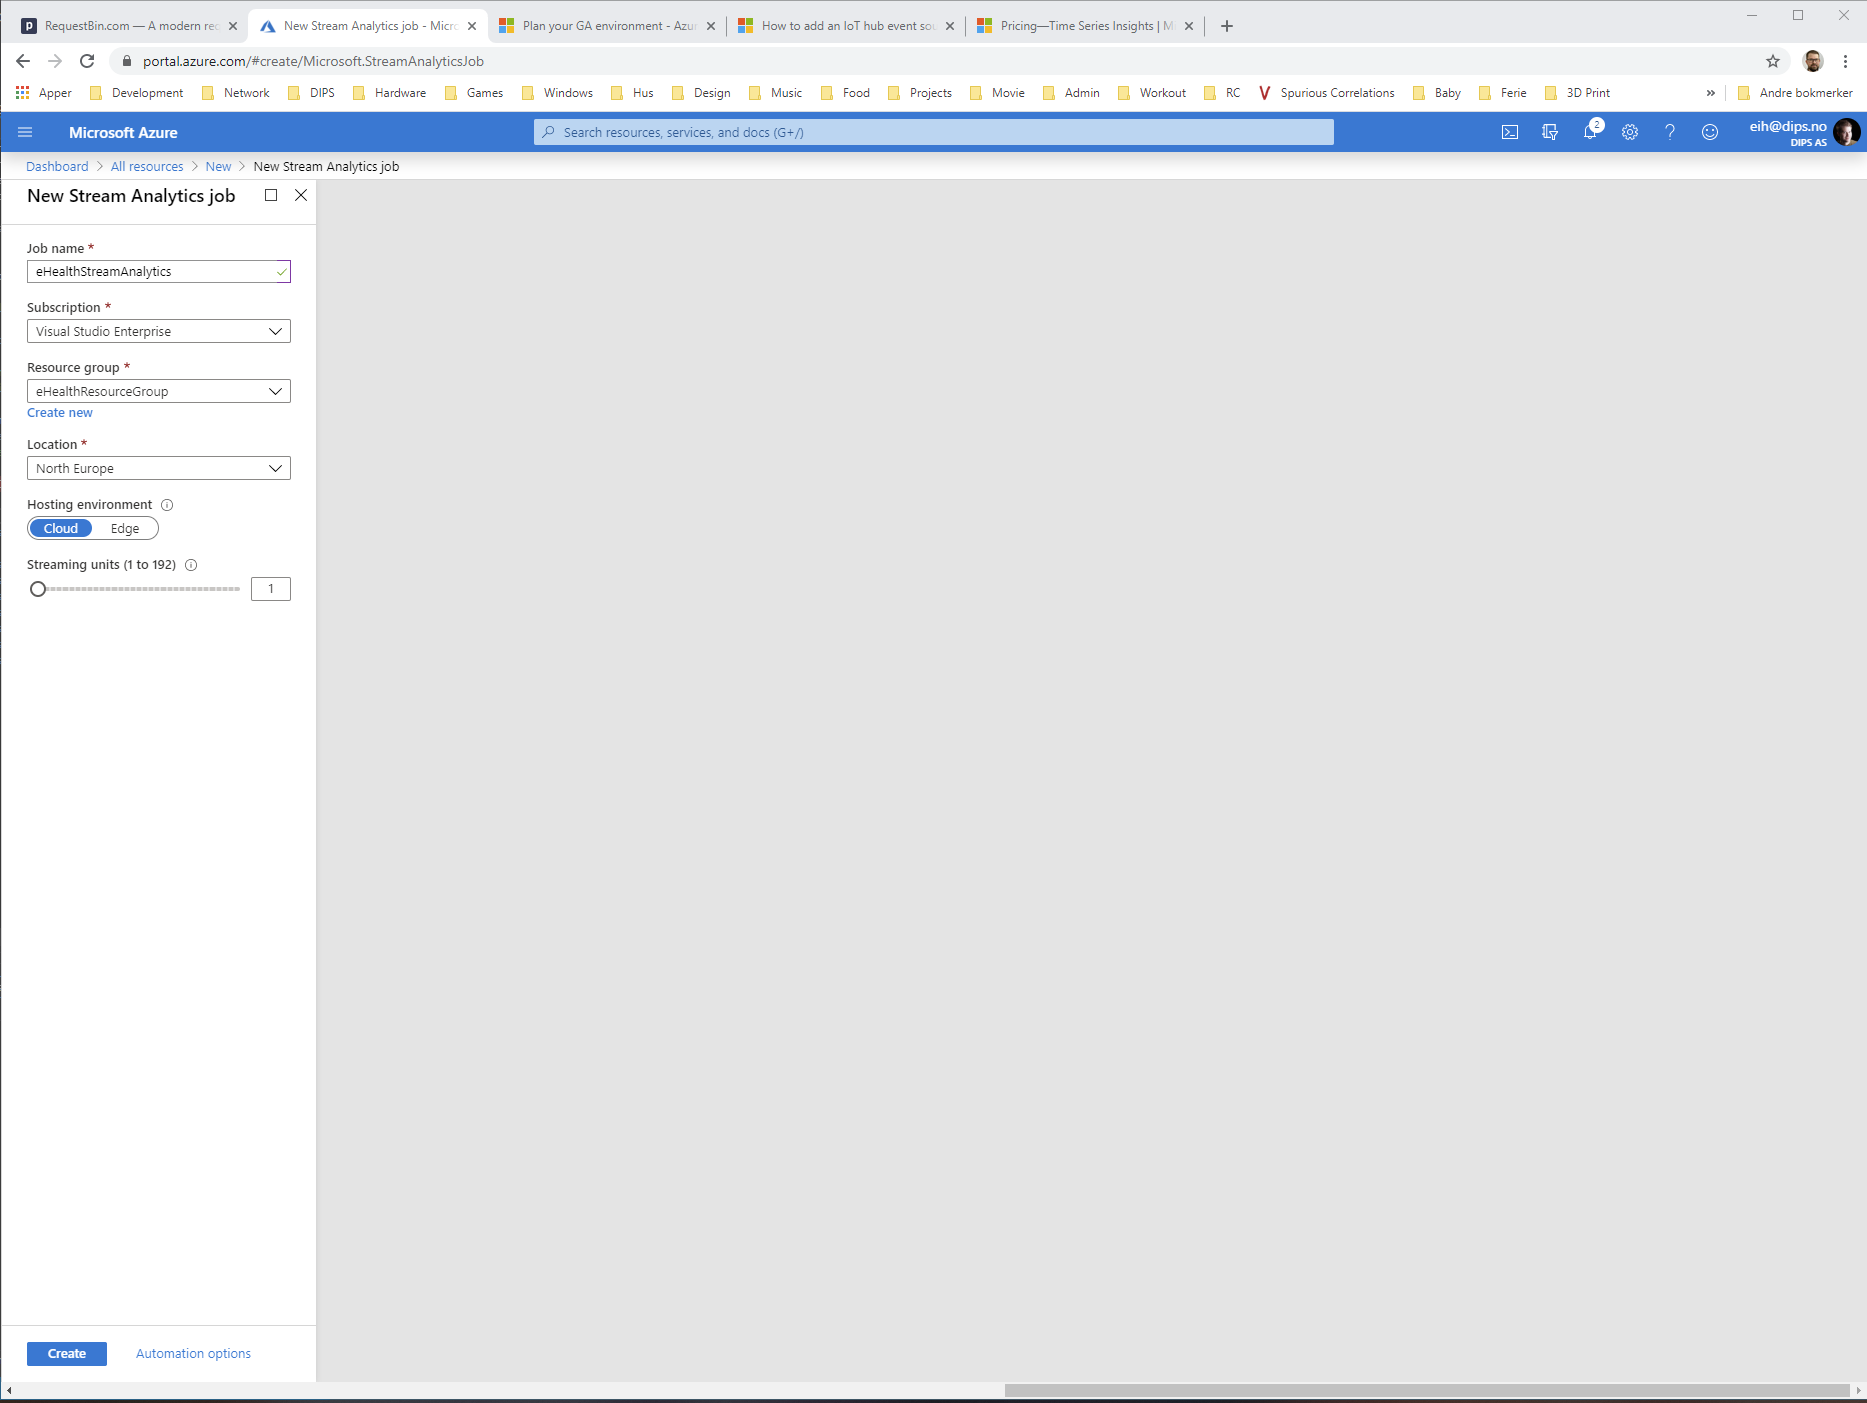 RequestBin.com — A modern rec
New Stream Analytics job - Micro
Plan your GA environment - Azur
How to add an IoT hub event sou
Pricing—Time Series Insights | Mi
portal.azure.com/#create/Microsoft.StreamAnalyticsJob
Apper Development Network DIPS Hardware Games Windows Hus Design Music Food Projects Movie Admin Workout RC Spurious Correlations Baby Ferie 3D Print » Andre bokmerker
Microsoft Azure
Search resources, services, and docs (G+/)
2
eih@dips.no
DIPS AS
Dashboard > All resources > New > New Stream Analytics job
New Stream Analytics job
Job name *
eHealthStreamAnalytics
Subscription *
Visual Studio Enterprise
Resource group *
eHealthResourceGroup
Create new
Location *
North Europe
Hosting environment
Cloud Edge
Streaming units (1 to 192)
1
Create Automation options